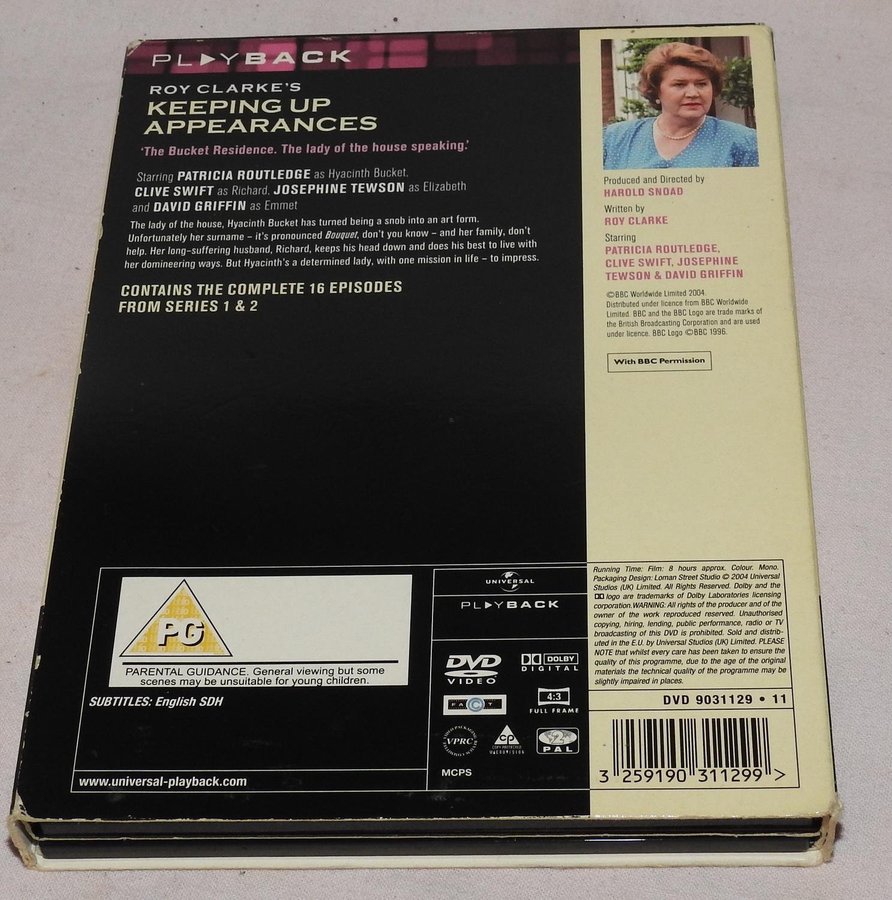 PLAYBACK
ROY CLARKE'S
KEEPING UP
APPEARANCES
'The Bucket Residence. The lady of the house speaking.'
Starring PATRICIA ROUTLEDGE as Hyacinth Bucket,
CLIVE SWIFT as Richard, JOSEPHINE TEWSON as Elizabeth
and DAVID GRIFFIN as Emmet
The lady of the house, Hyacinth Bucket has turned being a snob into an art form.
Unfortunately her surname – it's pronounced Bouquet, don't you know – and her family, don't
help. Her long-suffering husband, Richard, keeps his head down and does his best to live with
her domineering ways. But Hyacinth's a determined lady, with one mission in life – to impress.
CONTAINS THE COMPLETE 16 EPISODES
FROM SERIES 1 & 2
Produced and Directed by
HAROLD SNOAD
Written by
ROY CLARKE
Starring
PATRICIA ROUTLEDGE,
CLIVE SWIFT, JOSEPHINE
TEWSON & DAVID GRIFFIN
©BBC Worldwide Limited 2004.
Distributed under licence from BBC Worldwide
Limited. BBC and the BBC Logo are trade marks of
the British Broadcasting Corporation and are used
under licence. BBC Logo ©BBC 1996.
With BBC Permission
PG
PARENTAL GUIDANCE. General viewing but some
scenes may be unsuitable for young children.
SUBTITLES: English SDH
www.universal-playback.com
UNIVERSAL
PLAYBACK
DVD
VIDEO
DOLBY
DIGITAL
FACT
4:3
FULL FRAME
VPRC
CP
COPY PROTECTED
MACROVISION
2
PAL
MCPS
Running Time: Film: 8 hours approx. Colour. Mono.
Packaging Design: Loman Street Studio © 2004 Universal
Studios (UK) Limited. All Rights Reserved. Dolby and the
DD logo are trademarks of Dolby Laboratories licensing
corporation. WARNING: All rights of the producer and of the
owner of the work reproduced reserved. Unauthorised
copying, hiring, lending, public performance, radio or TV
broadcasting of this DVD is prohibited. Sold and distrib-
uted in the E.U. by Universal Studios (UK) Limited. PLEASE
NOTE that whilst every care has been taken to ensure the
quality of this programme, due to the age of the original
materials the technical quality of the programme may be
slightly impaired in places.
DVD 9031129 • 11
3 259190 311299 >